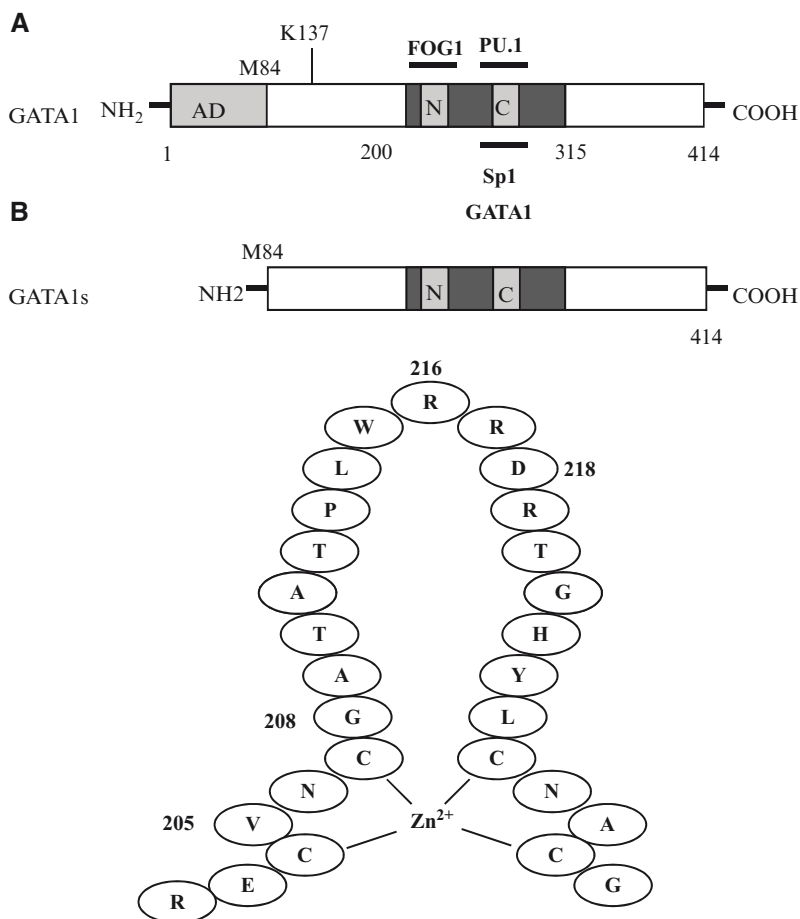 A
K137
FOG1 PU.1
M84
GATA1 NH2 AD N C COOH
1 200 315 414
Sp1
B GATA1
M84
GATA1s NH2 N C COOH
414
216
R
W R
L D 218
P R
T T
A G
T H
A Y
208 G L
C C
N N
205 V Zn2+ A
C C
E G
R